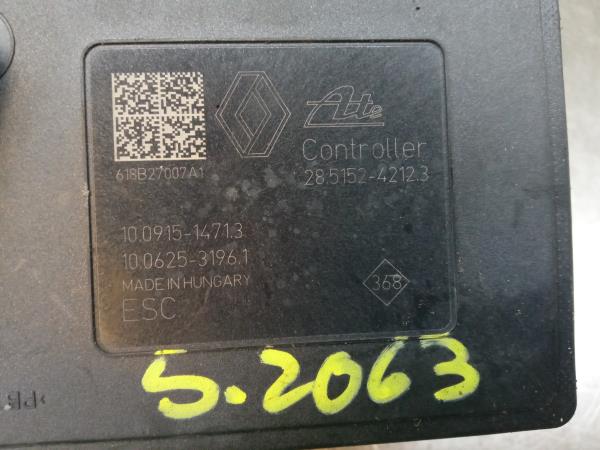 Ate
618B27007A1
Controller
28.5152-4212.3
10.0915-1471.3
10.0625-3196.1
MADE IN HUNGARY
368
ESC
5.2063